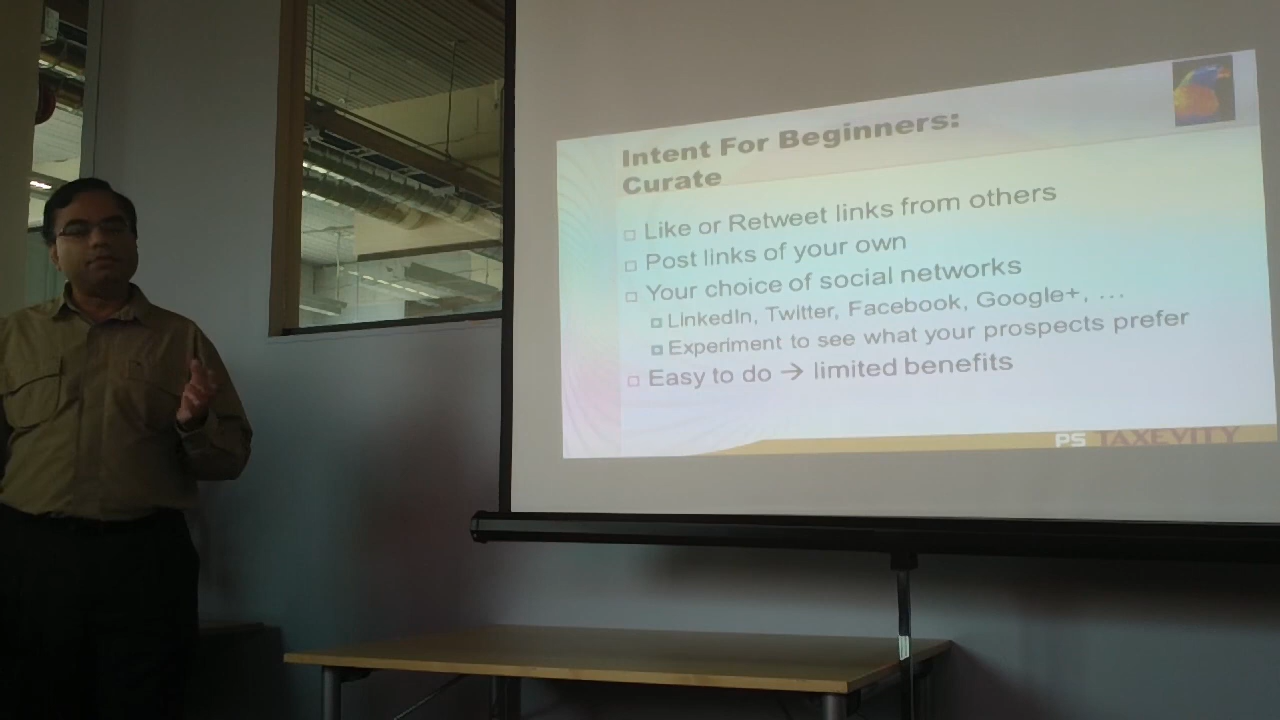 Intent For Beginners:
Curate
Like or Retweet links from others
Post links of your own
Your choice of social networks
LinkedIn, Twitter, Facebook, Google+, ...
Experiment to see what your prospects prefer
Easy to do → limited benefits
PS TAXEVITY